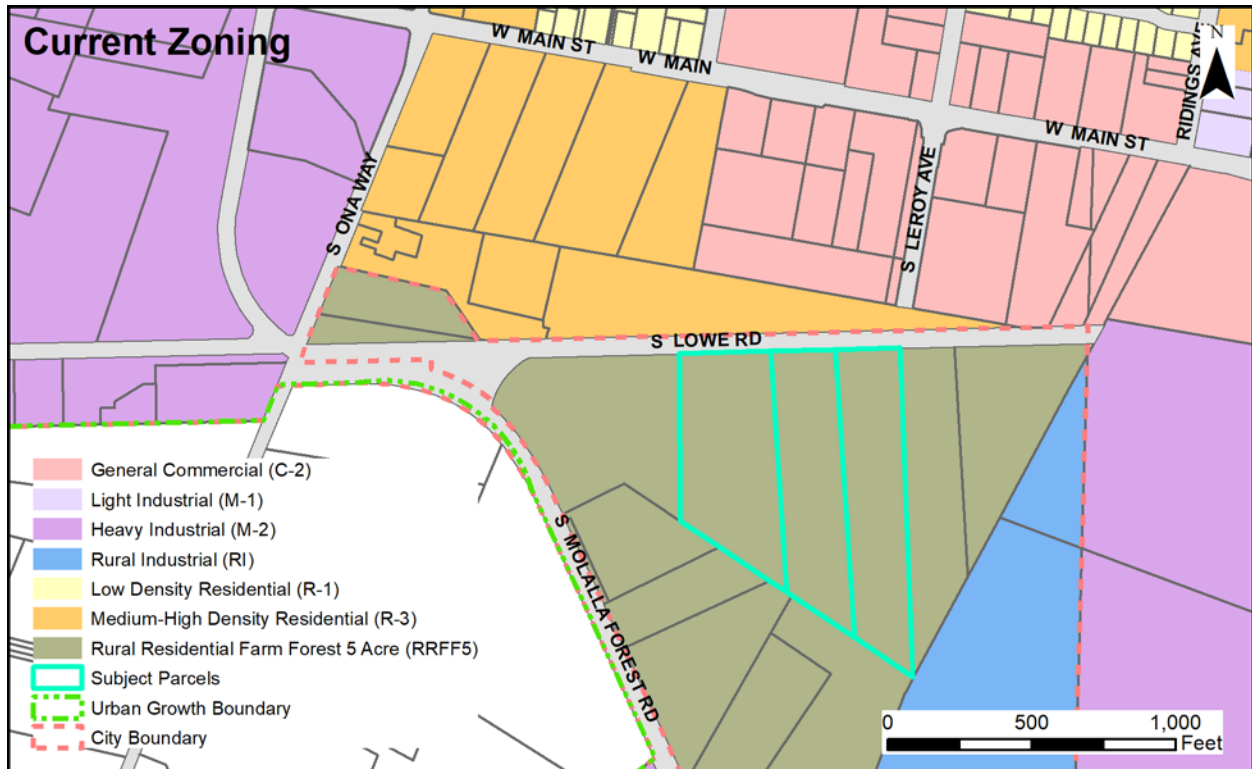 Current Zoning
W MAIN ST
W MAIN
N
RIDINGS AVE
W MAIN ST
S ONA WAY
S LEROY AVE
S LOWE RD
S MOLALLA FOREST RD
General Commercial (C-2)
Light Industrial (M-1)
Heavy Industrial (M-2)
Rural Industrial (RI)
Low Density Residential (R-1)
Medium-High Density Residential (R-3)
Rural Residential Farm Forest 5 Acre (RRFF5)
Subject Parcels
Urban Growth Boundary
City Boundary
0 500 1,000
Feet